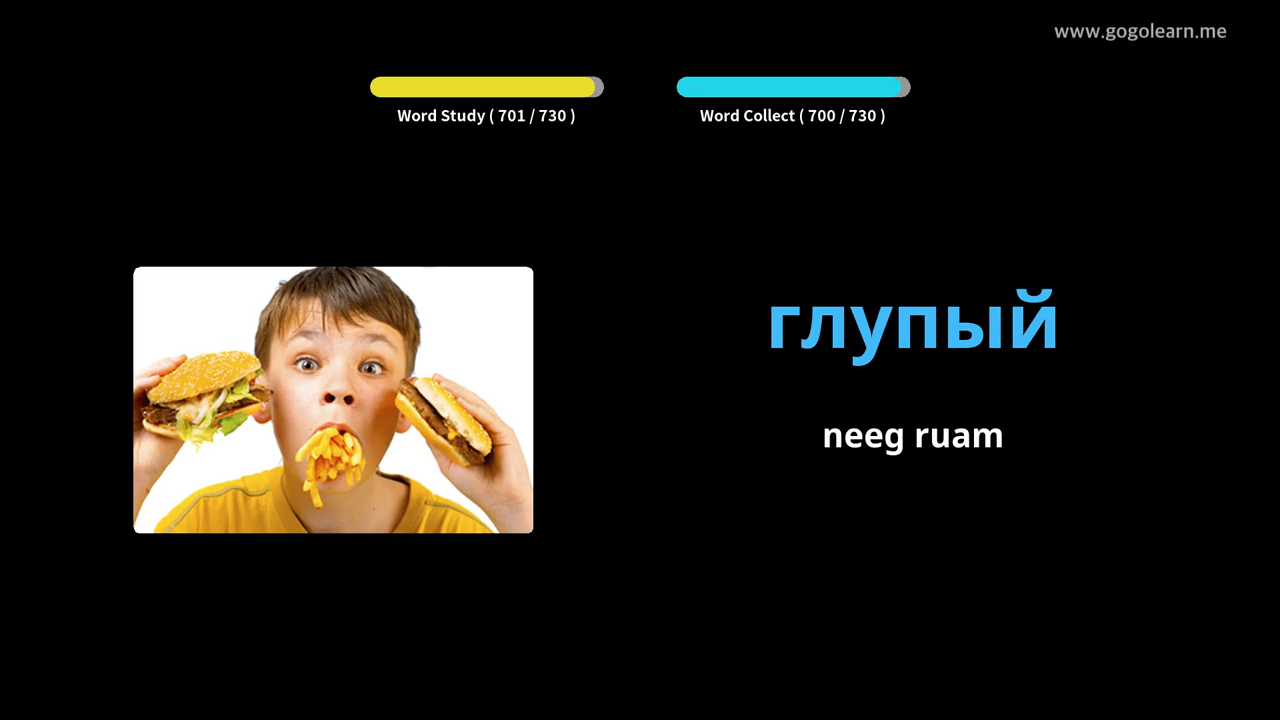 www.gogolearn.me
Word Study ( 701 / 730 )
Word Collect ( 700 / 730 )
глупый
neeg ruam